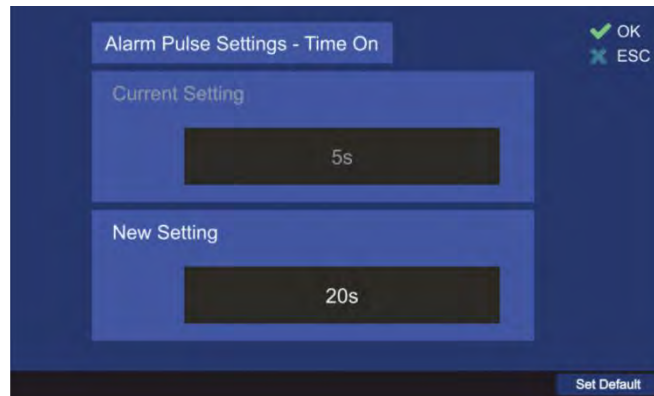 Alarm Pulse Settings - Time On
OK
ESC
Current Setting
5s
New Setting
20s
Set Default